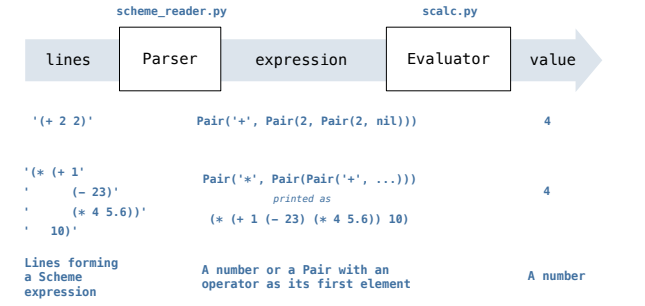 scheme_reader.py
scalc.py
lines
Parser
expression
Evaluator
value
'(+ 2 2)'
Pair('+', Pair(2, Pair(2, nil)))
4
'(* (+ 1'
'      (- 23)'
'      (* 4 5.6))'
'   10)'
Pair('*', Pair(Pair('+', ...)))
printed as
(* (+ 1 (- 23) (* 4 5.6)) 10)
4
Lines forming
a Scheme
expression
A number or a Pair with an
operator as its first element
A number